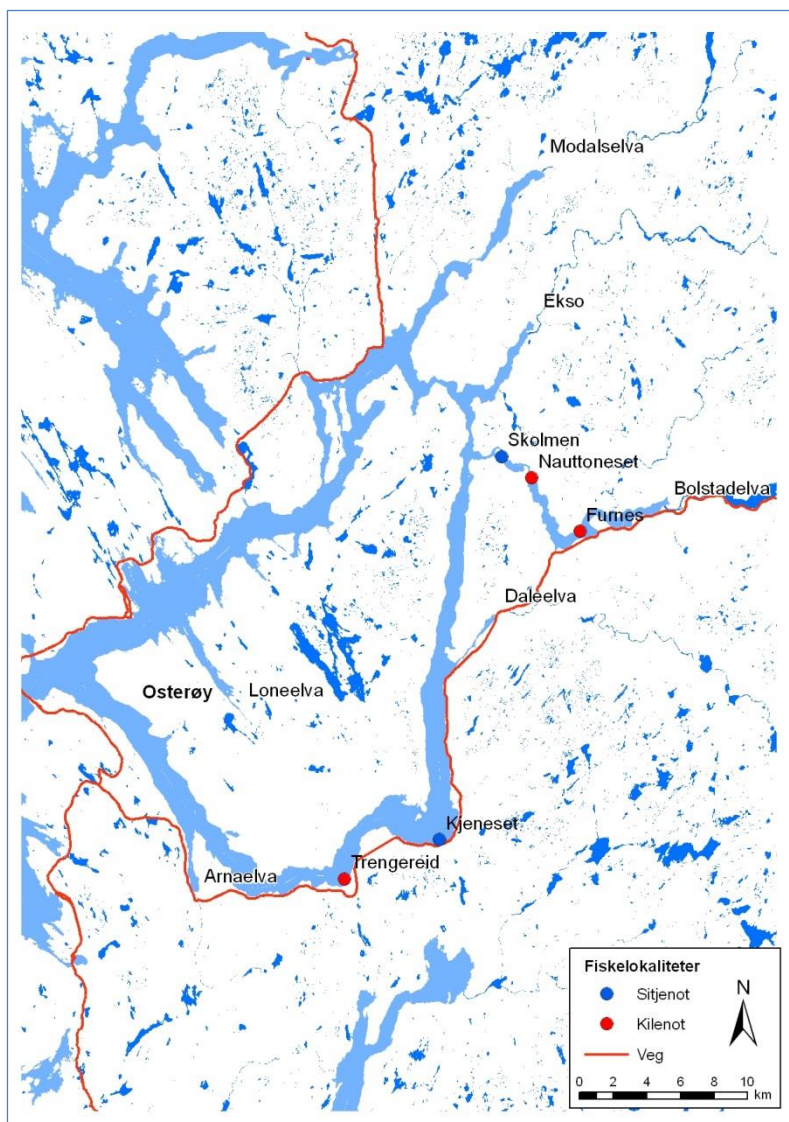 Modalselva
Ekso
Skolmen
Nauttoneset
Bolstadelva
Furnes
Daleelva
Osterøy
Loneelva
Kjeneset
Trengereid
Arnaelva
Fiskelokaliteter
Sitjenot
Kilenot
Veg
N
0 2 4 6 8 10
km